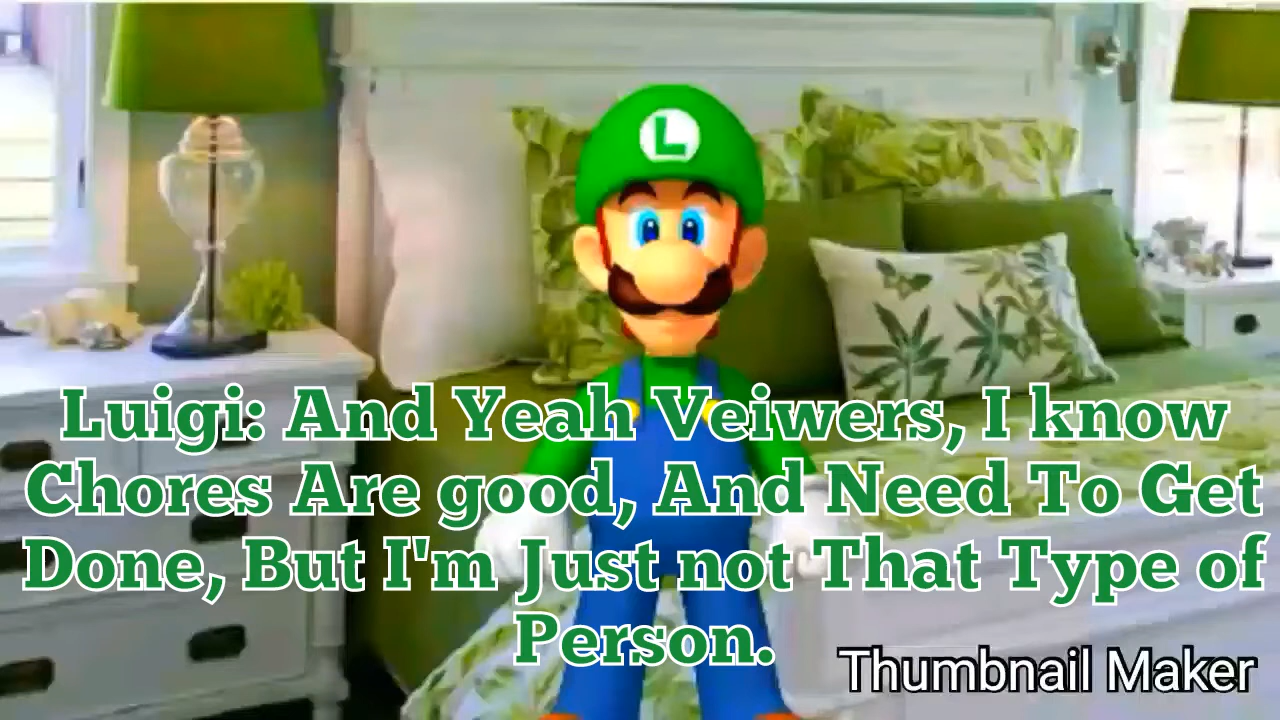 L
Luigi: And Yeah Veiwers, I know
Chores Are good, And Need To Get
Done, But I'm Just not That Type of
Person.
Thumbnail Maker